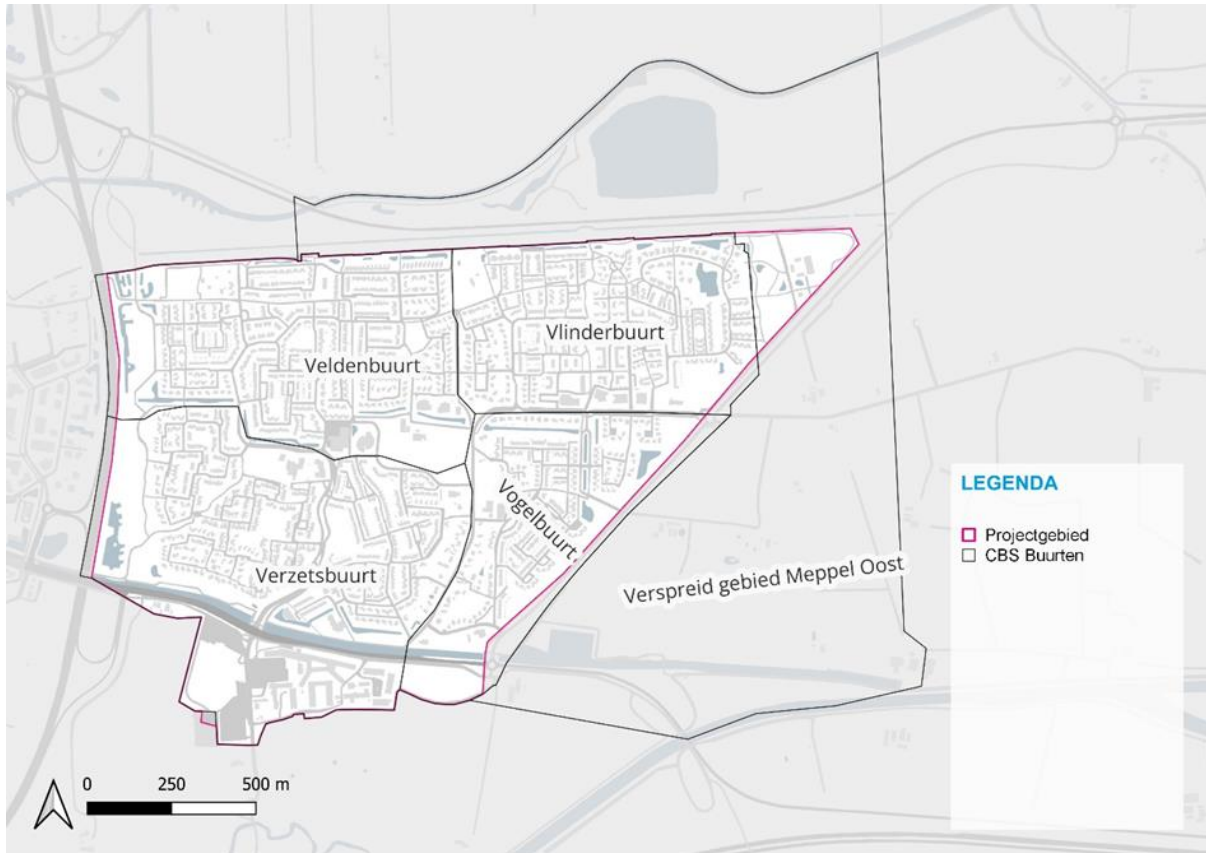 Vlinderbuurt
Veldenbuurt
Vogelbuurt
Verzetsbuurt
Verspreid gebied Meppel Oost
LEGENDA
Projectgebied
CBS Buurten
0 250 500 m